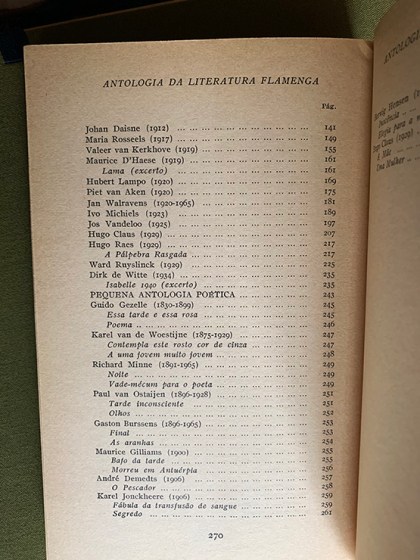 ANTOLOGIA DA LITERATURA FLAMENGA
Pág.
Johan Daisne (1912) ... 141
Maria Rosseels (1919) ... 149
Valeer van Kerkhove (1919) ... 155
Maurice D'Haese (1919) ... 161
Lama (excerto) ... 161
Hubert Lampo (1920) ... 167
Piet van Aken (1920) ... 175
Jan Walravens (1920-1965) ... 181
Ivo Michiels (1923) ... 189
Jos Vandeloo (1925) ... 197
Hugo Claus (1929) ... 207
Hugo Raes (1929) ... 217
A Pálpebra Rasgada ... 217
Ward Ruyslinck (1929) ... 235
Dirk de Witte (1934) ... 243
Isabelle 1940 (excerto) ... 243
PEQUENA ANTOLOGIA POÉTICA ... 235
Guido Gezelle (1830-1899) ... 245
Essa tarde e essa rosa ... 245
Poema ... 246
Karel van de Woestijne (1875-1929) ... 247
Contempla este rosto cor de cinza ... 247
A uma jovem muito jovem ... 248
Richard Minne (1891-1965) ... 249
Noite ... 249
Vade-mécum para o poeta ... 249
Paul van Ostaijen (1896-1928) ... 251
Tarde inconsciente ... 251
Olhos ... 252
Gaston Burssens (1896-1965) ... 253
Final ... 253
As aranhas ... 254
Maurice Gilliams (1900) ... 255
Bafo da tarde ... 255
Morreu em Antuérpia ... 256
André Demedts (1906) ... 257
O Pescador ... 258
Karel Jonckheere (1906) ... 259
Fábula da transfusão de sangue ... 259
Segredo ... 261
270
ANTOLOGIA